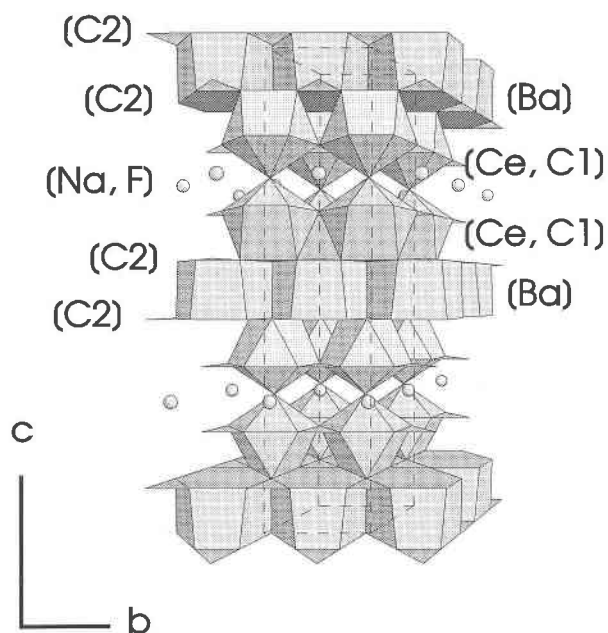 (C2)
(C2) (Ba)
(Na, F) (Ce, C1)
(Ce, C1)
(C2)
(C2) (Ba)
c
b